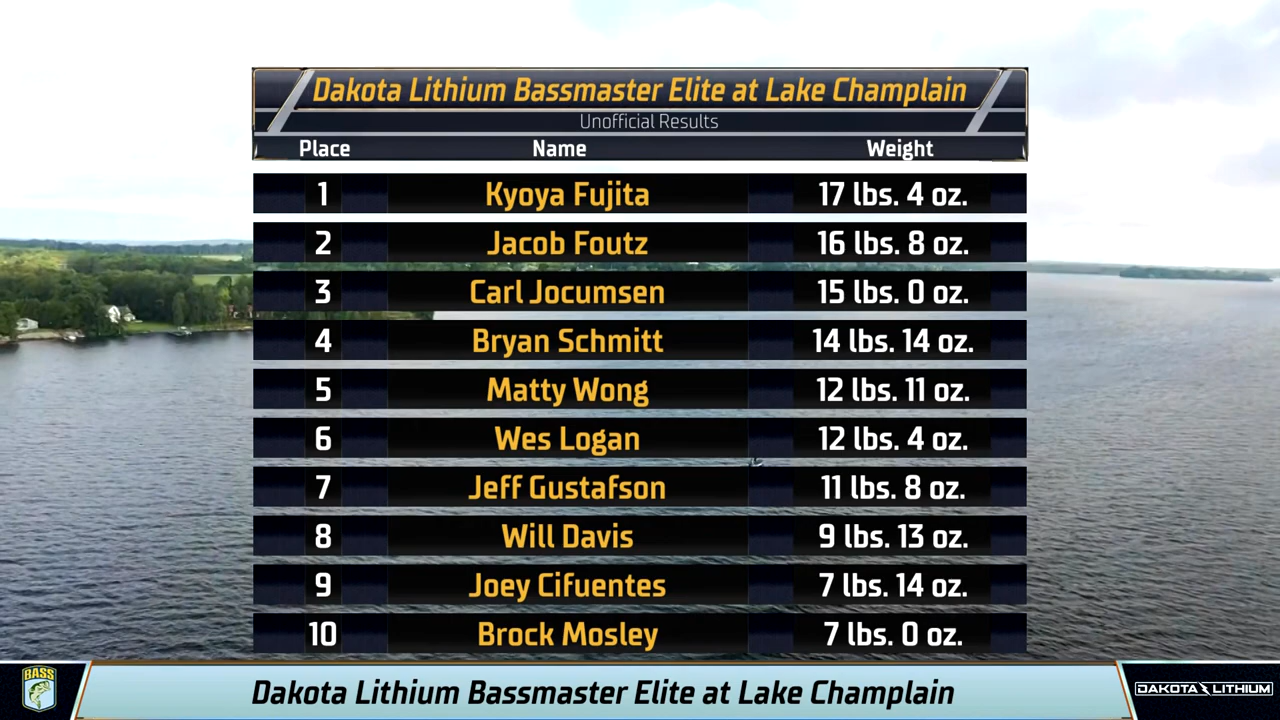 Dakota Lithium Bassmaster Elite at Lake Champlain
Unofficial Results
Place Name Weight
1 Kyoya Fujita 17 lbs. 4 oz.
2 Jacob Foutz 16 lbs. 8 oz.
3 Carl Jocumsen 15 lbs. 0 oz.
4 Bryan Schmitt 14 lbs. 14 oz.
5 Matty Wong 12 lbs. 11 oz.
6 Wes Logan 12 lbs. 4 oz.
7 Jeff Gustafson 11 lbs. 8 oz.
8 Will Davis 9 lbs. 13 oz.
9 Joey Cifuentes 7 lbs. 14 oz.
10 Brock Mosley 7 lbs. 0 oz.
BASS Dakota Lithium Bassmaster Elite at Lake Champlain DAKOTA LITHIUM